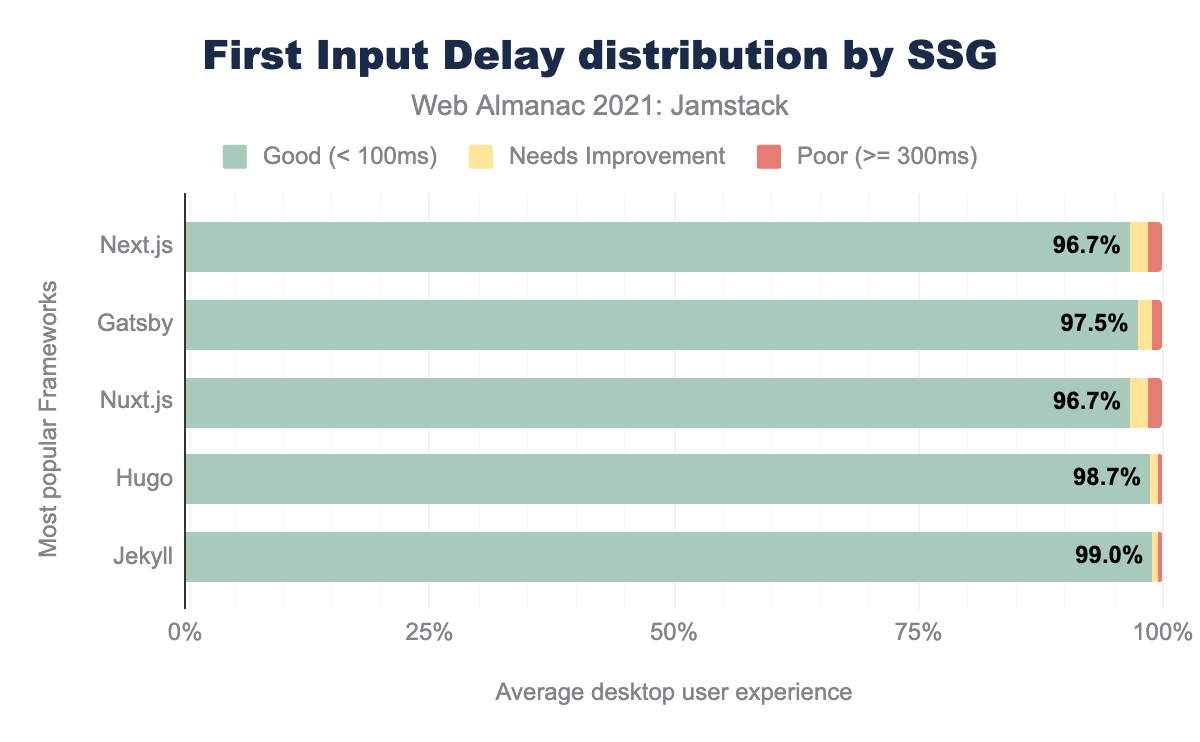 First Input Delay distribution by SSG
Web Almanac 2021: Jamstack
Good (< 100ms) Needs Improvement Poor (>= 300ms)
Most popular Frameworks
Next.js 96.7%
Gatsby 97.5%
Nuxt.js 96.7%
Hugo 98.7%
Jekyll 99.0%
0% 25% 50% 75% 100%
Average desktop user experience